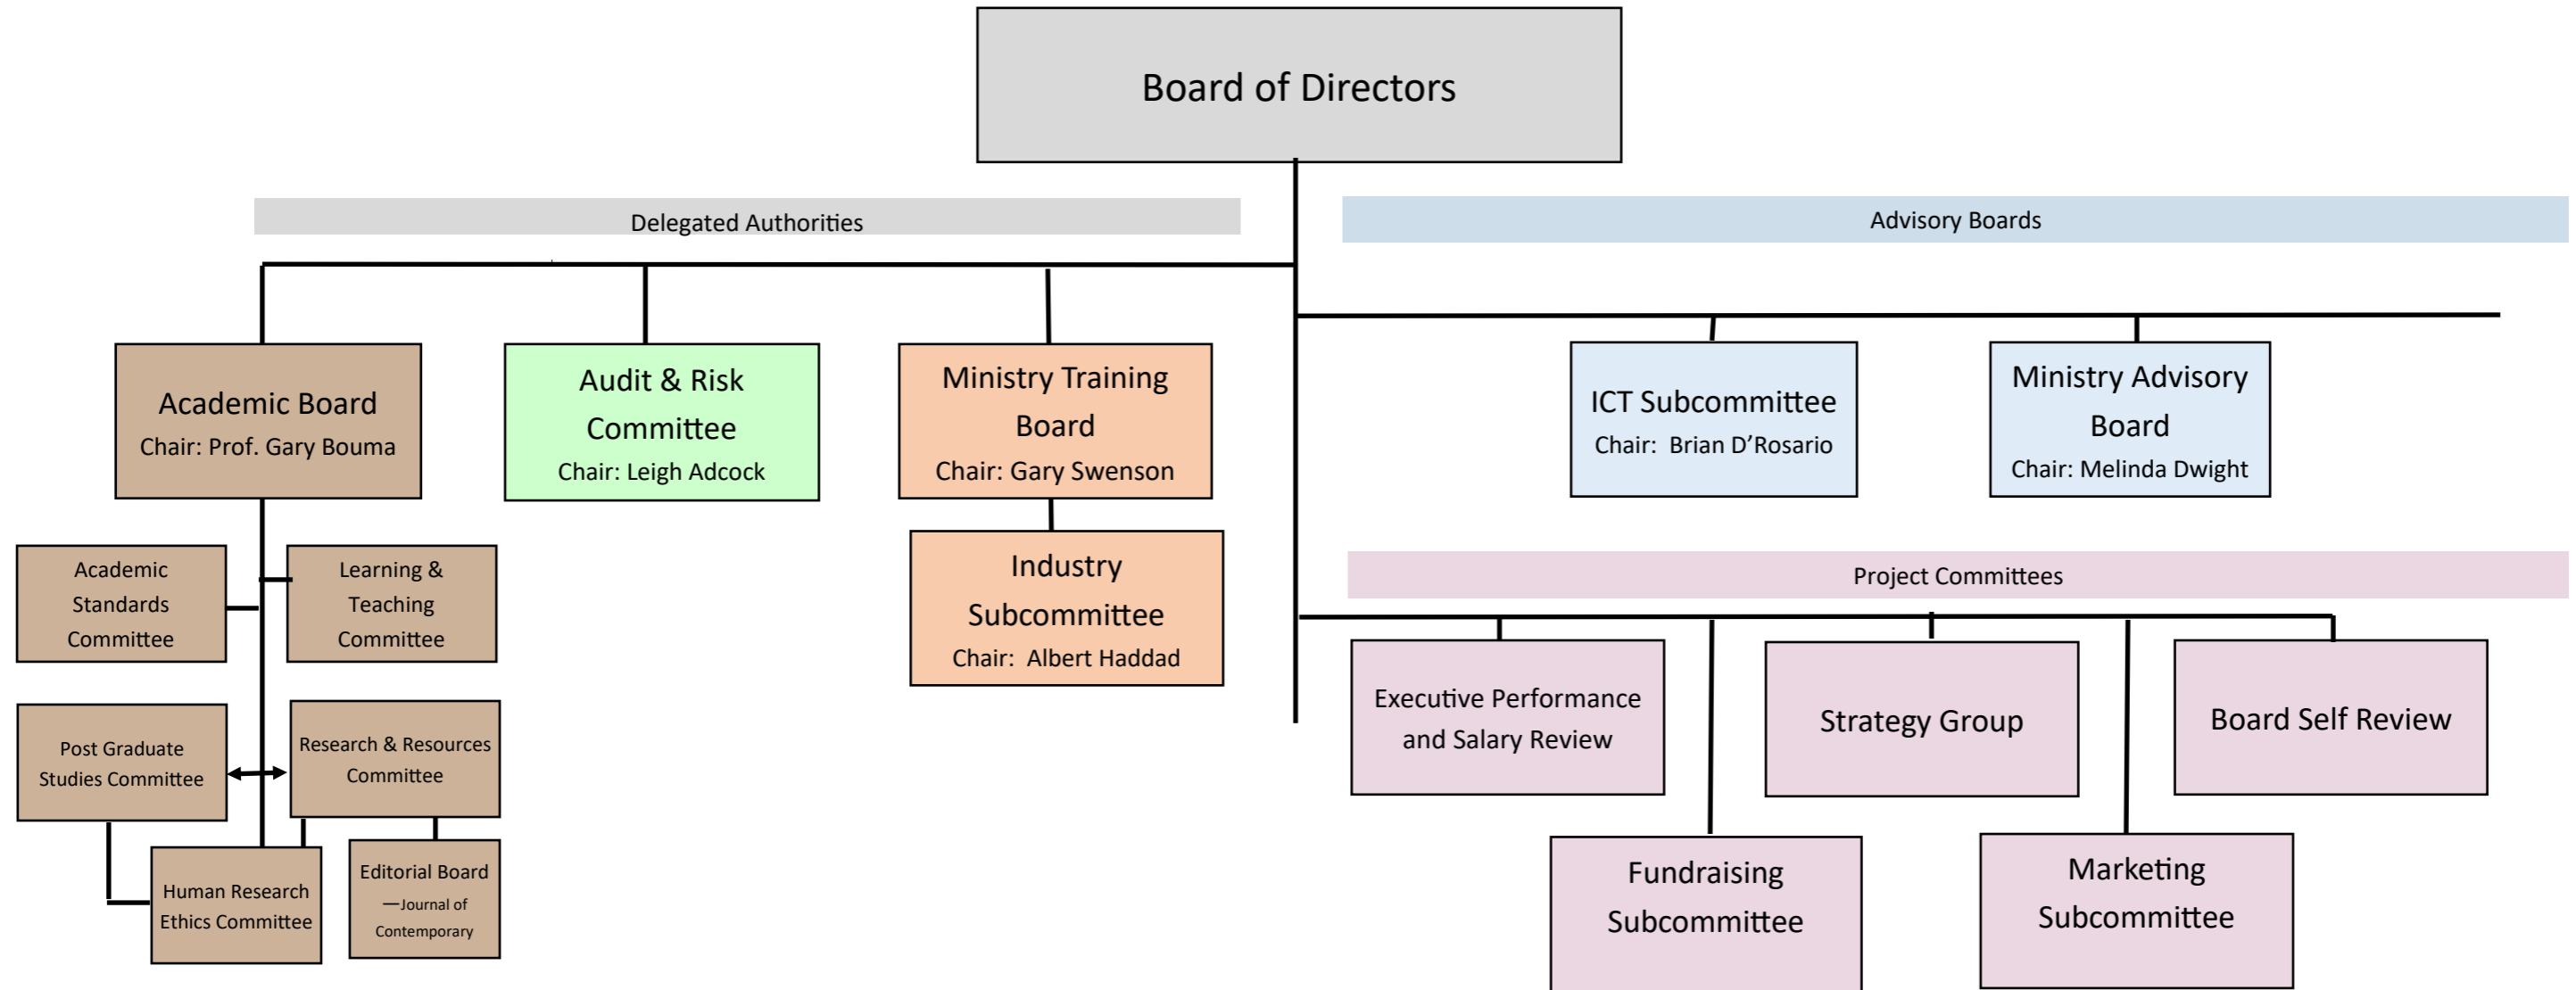 Board of Directors
Delegated Authorities
Advisory Boards
Academic Board
Chair: Prof. Gary Bouma
Audit & Risk
Committee
Chair: Leigh Adcock
Ministry Training
Board
Chair: Gary Swenson
ICT Subcommittee
Chair: Brian D’Rosario
Ministry Advisory
Board
Chair: Melinda Dwight
Academic
Standards
Committee
Learning &
Teaching
Committee
Industry
Subcommittee
Chair: Albert Haddad
Project Committees
Post Graduate
Studies Committee
Research & Resources
Committee
Executive Performance
and Salary Review
Strategy Group
Board Self Review
Human Research
Ethics Committee
Editorial Board
—Journal of
Contemporary
Fundraising
Subcommittee
Marketing
Subcommittee